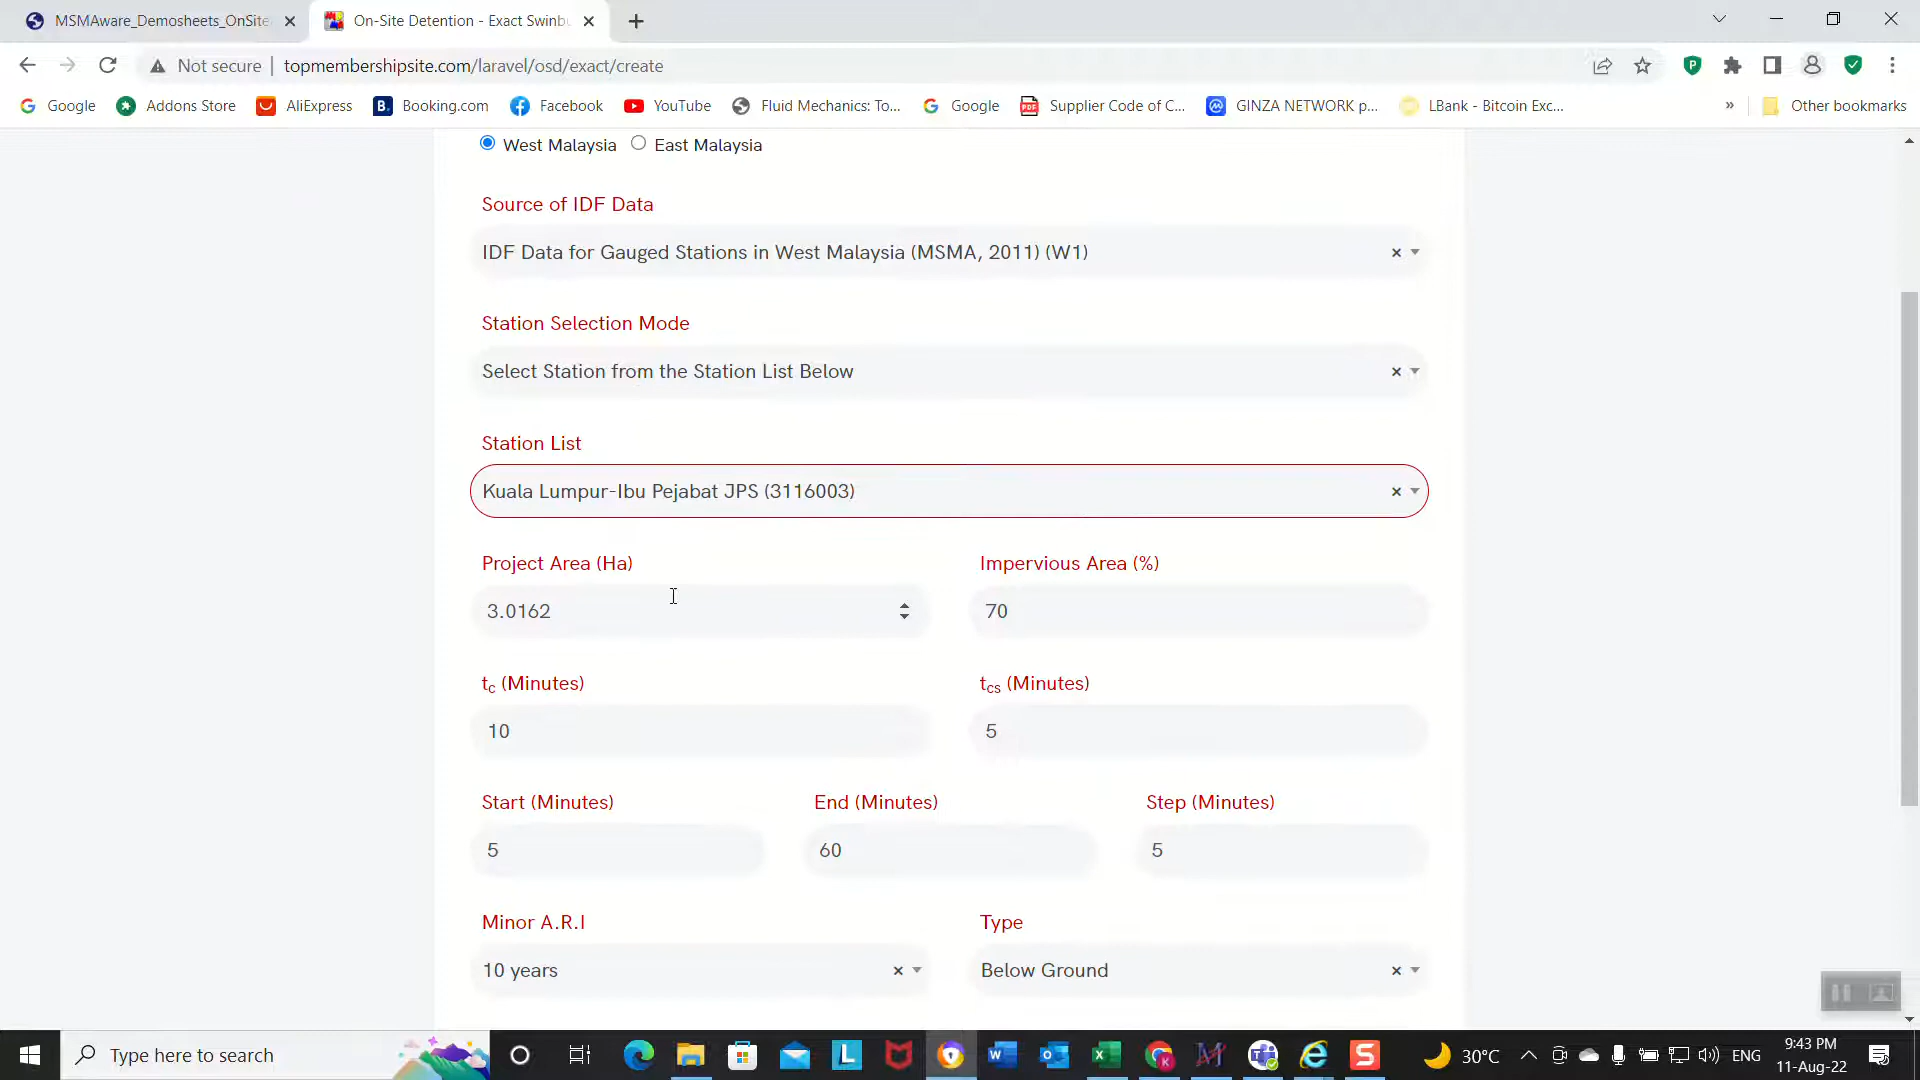 MSMAware_Demosheets_OnSite
On-Site Detention - Exact Swinbu
Not secure
topmembershipsite.com/laravel/osd/exact/create
Google
Addons Store
AliExpress
Booking.com
Facebook
YouTube
Fluid Mechanics: To...
Google
Supplier Code of C...
GINZA NETWORK p...
LBank - Bitcoin Exc...
»
Other bookmarks
West Malaysia
East Malaysia
Source of IDF Data
IDF Data for Gauged Stations in West Malaysia (MSMA, 2011) (W1)
Station Selection Mode
Select Station from the Station List Below
Station List
Kuala Lumpur-Ibu Pejabat JPS (3116003)
Project Area (Ha)
Impervious Area (%)
3.0162
70
tc (Minutes)
tcs (Minutes)
10
5
Start (Minutes)
End (Minutes)
Step (Minutes)
5
60
5
Minor A.R.I
Type
10 years
Below Ground
Type here to search
30°C
ENG
9:43 PM
11-Aug-22